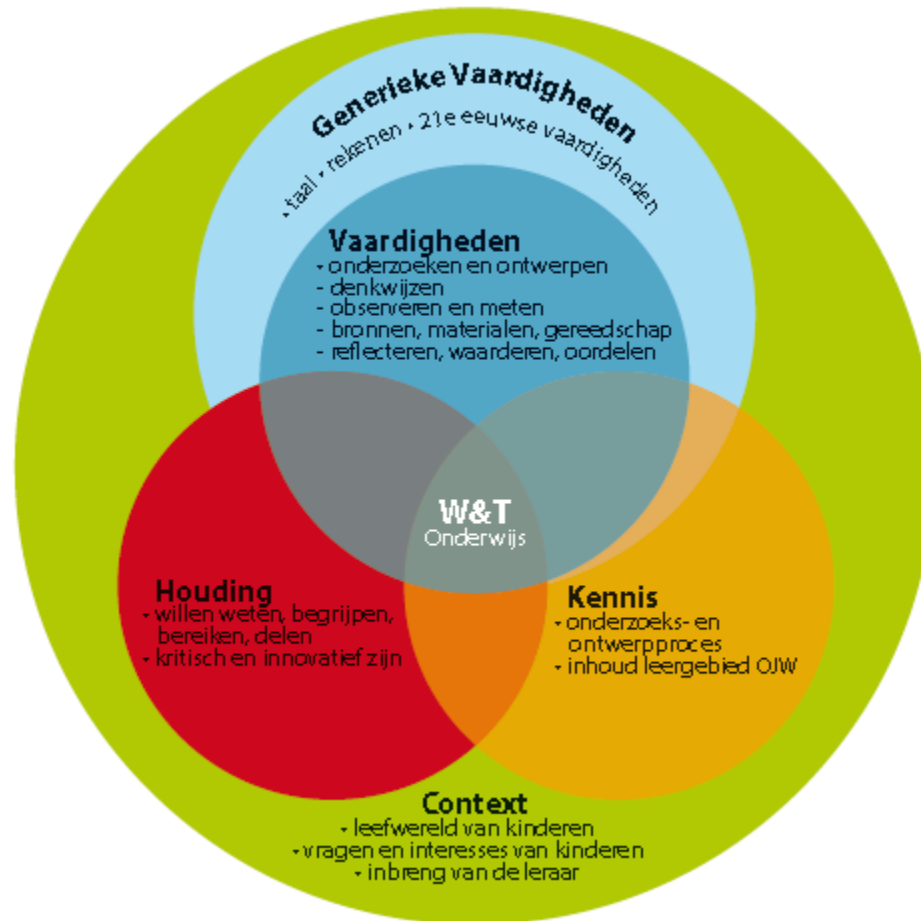 Generieke Vaardigheden
• taal • rekenen • 21e eeuwse vaardigheden
Vaardigheden
- onderzoeken en ontwerpen
- denkwijzen
- observeren en meten
- bronnen, materialen, gereedschap
- reflecteren, waarderen, oordelen
W&T
Onderwijs
Houding
- willen weten, begrijpen,
bereiken, delen
- kritisch en innovatief zijn
Kennis
- onderzoeks- en
ontwerpproces
- inhoud leergebied OJW
Context
- leefwereld van kinderen
- vragen en interesses van kinderen
- inbreng van de leraar